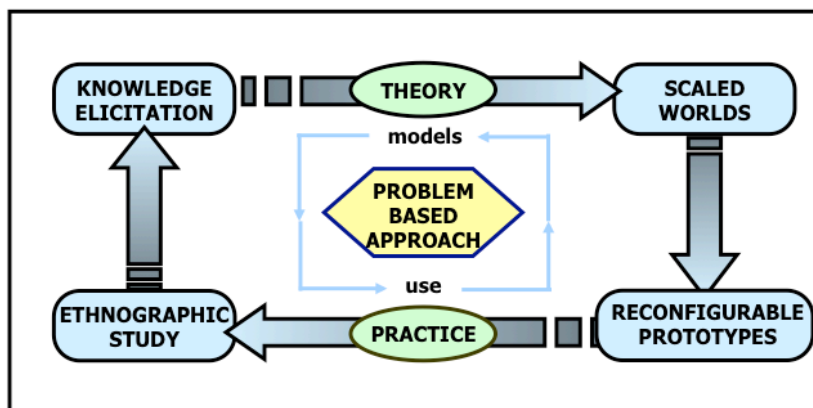 KNOWLEDGE
ELICITATION
THEORY
SCALED
WORLDS
models
PROBLEM
BASED
APPROACH
use
ETHNOGRAPHIC
STUDY
PRACTICE
RECONFIGURABLE
PROTOTYPES